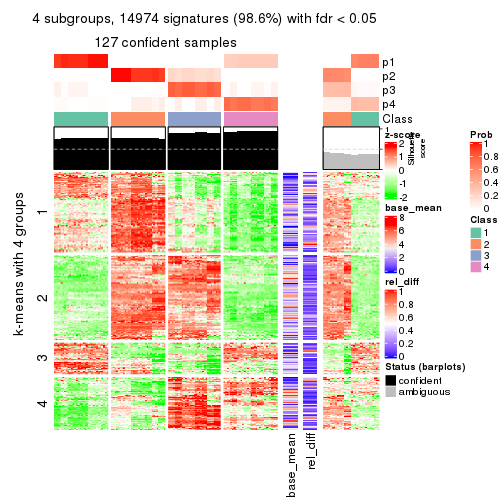 4 subgroups, 14974 signatures (98.6%) with fdr < 0.05
127 confident samples
p1
p2
p3
p4
Class
1
Silhouette
score
k-means with 4 groups
1
2
3
4
base_mean
rel_diff
z-score
2
1
0
-1
-2
base_mean
8
6
4
2
0
rel_diff
1
0.8
0.6
0.4
0.2
0
Status (barplots)
confident
ambiguous
Prob
1
0.8
0.6
0.4
0.2
0
Class
1
2
3
4